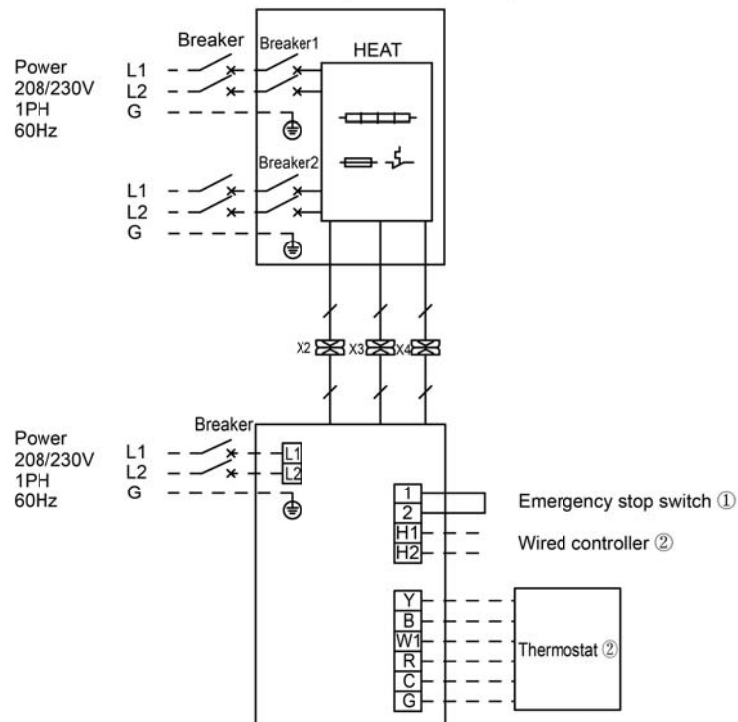 Breaker
Breaker1
HEAT
Power
208/230V
1PH
60Hz
L1
L2
G
Breaker2
L1
L2
G
X2
X3
X4
Breaker
Power
208/230V
1PH
60Hz
L1
L2
G
L1
L2
1
2
H1
H2
Emergency stop switch ①
Wired controller ②
Y
B
W1
R
C
G
Thermostat ②